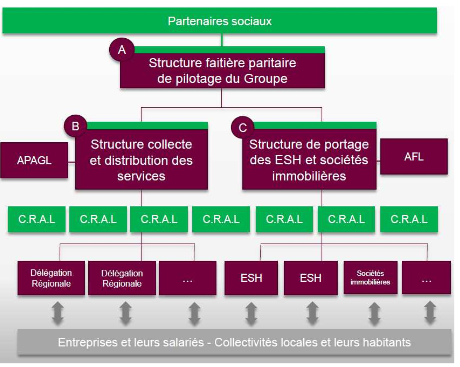 Partenaires sociaux
A
Structure faitière paritaire
de pilotage du Groupe
B
Structure collecte
et distribution des
services
C
Structure de portage
des ESH et sociétés
immobilières
APAGL
AFL
C.R.A.L
C.R.A.L
C.R.A.L
C.R.A.L
C.R.A.L
C.R.A.L
C.R.A.L
Délégation
Régionale
Délégation
Régionale
...
ESH
ESH
Sociétés
immobilières
...
Entreprises et leurs salariés - Collectivités locales et leurs habitants